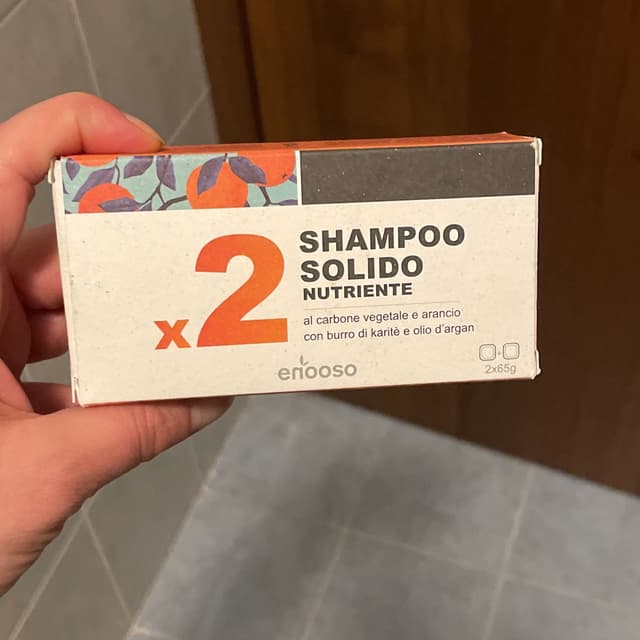 x2
SHAMPOO
SOLIDO
NUTRIENTE
al carbone vegetale e arancio
con burro di karitè e olio d'argan
enooso
2x65g